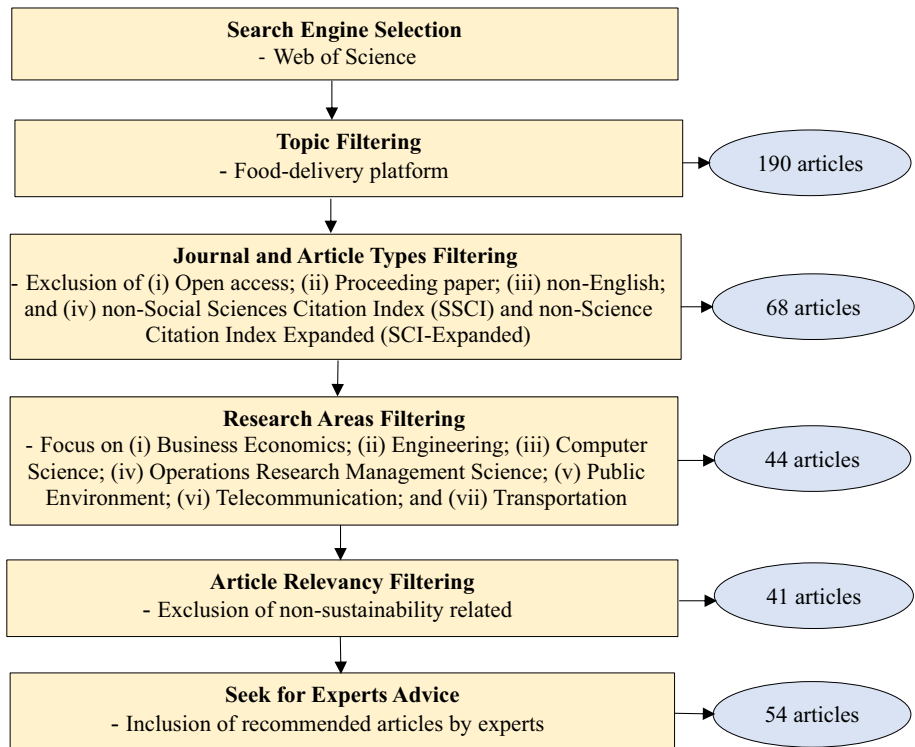 Search Engine Selection
- Web of Science
Topic Filtering
- Food-delivery platform
190 articles
Journal and Article Types Filtering
- Exclusion of (i) Open access; (ii) Proceeding paper; (iii) non-English;
and (iv) non-Social Sciences Citation Index (SSCI) and non-Science
Citation Index Expanded (SCI-Expanded)
68 articles
Research Areas Filtering
- Focus on (i) Business Economics; (ii) Engineering; (iii) Computer
Science; (iv) Operations Research Management Science; (v) Public
Environment; (vi) Telecommunication; and (vii) Transportation
44 articles
Article Relevancy Filtering
- Exclusion of non-sustainability related
41 articles
Seek for Experts Advice
- Inclusion of recommended articles by experts
54 articles